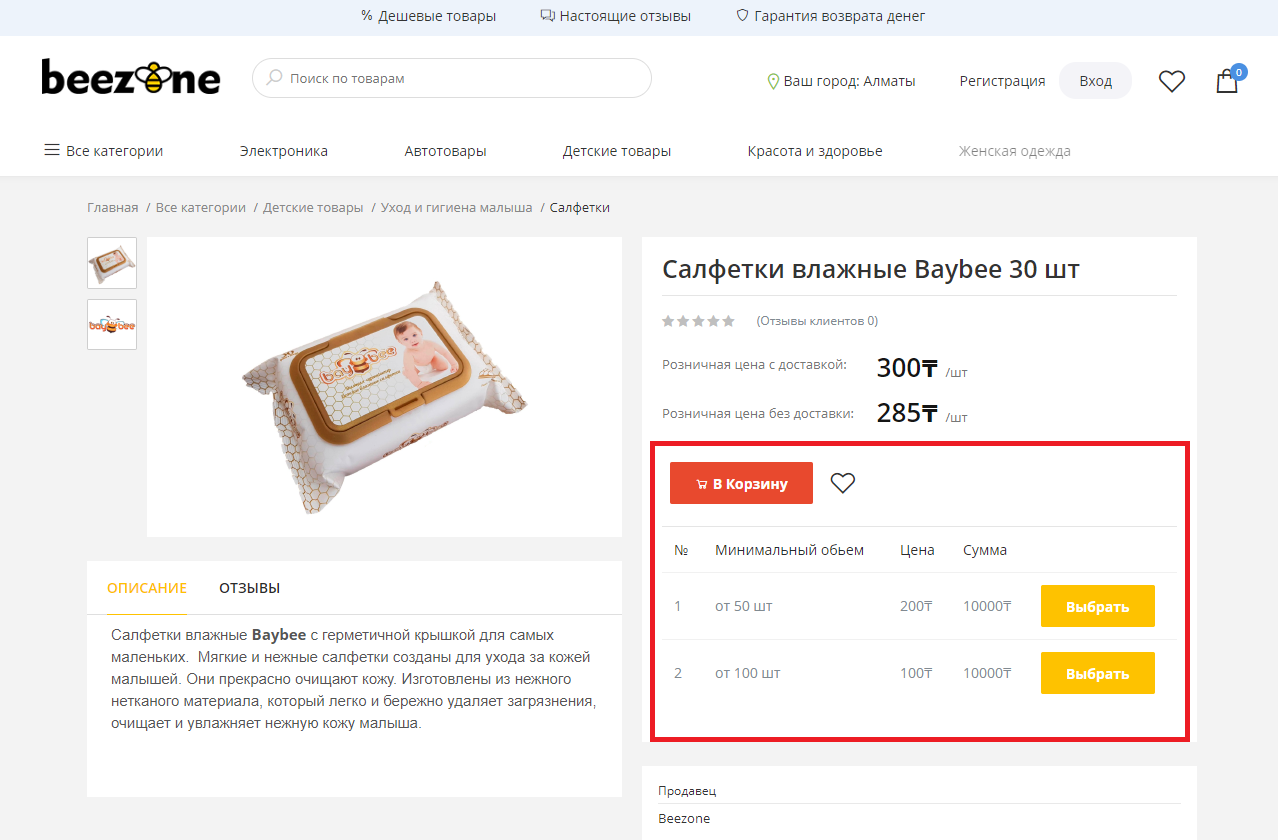 % Дешевые товары Настоящие отзывы Гарантия возврата денег
beezone
Поиск по товарам
Ваш город: Алматы Регистрация Вход 0
Все категории Электроника Автотовары Детские товары Красота и здоровье Женская одежда
Главная / Все категории / Детские товары / Уход и гигиена малыша / Салфетки
baybee
baybee
Салфетки влажные Baybee 30 шт
(Отзывы клиентов 0)
Розничная цена с доставкой: 300₸ /шт
Розничная цена без доставки: 285₸ /шт
В Корзину
№ Минимальный обьем Цена Сумма
1 от 50 шт 200₸ 10000₸ Выбрать
2 от 100 шт 100₸ 10000₸ Выбрать
ОПИСАНИЕ ОТЗЫВЫ
Салфетки влажные Baybee с герметичной крышкой для самых
маленьких. Мягкие и нежные салфетки созданы для ухода за кожей
малышей. Они прекрасно очищают кожу. Изготовлены из нежного
нетканого материала, который легко и бережно удаляет загрязнения,
очищает и увлажняет нежную кожу малыша.
Продавец
Beezone